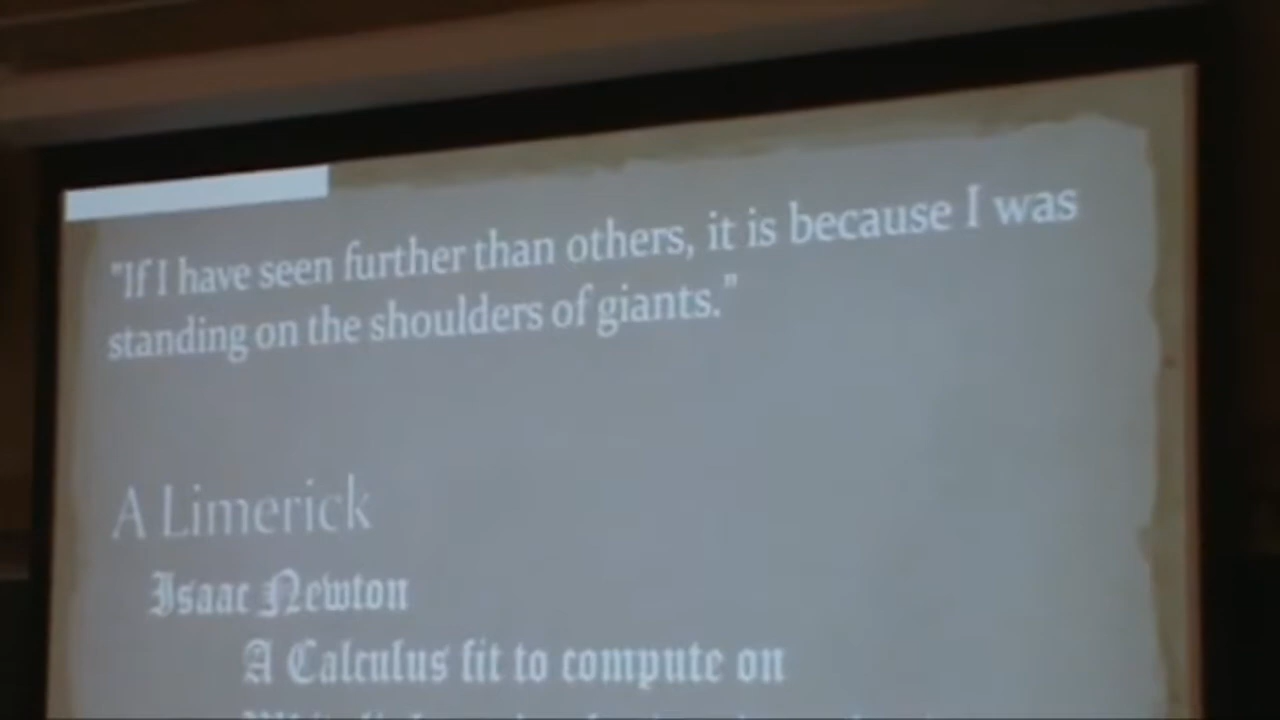 "If I have seen further than others, it is because I was
standing on the shoulders of giants."
A Limerick
Isaac Newton
A Calculus fit to compute on